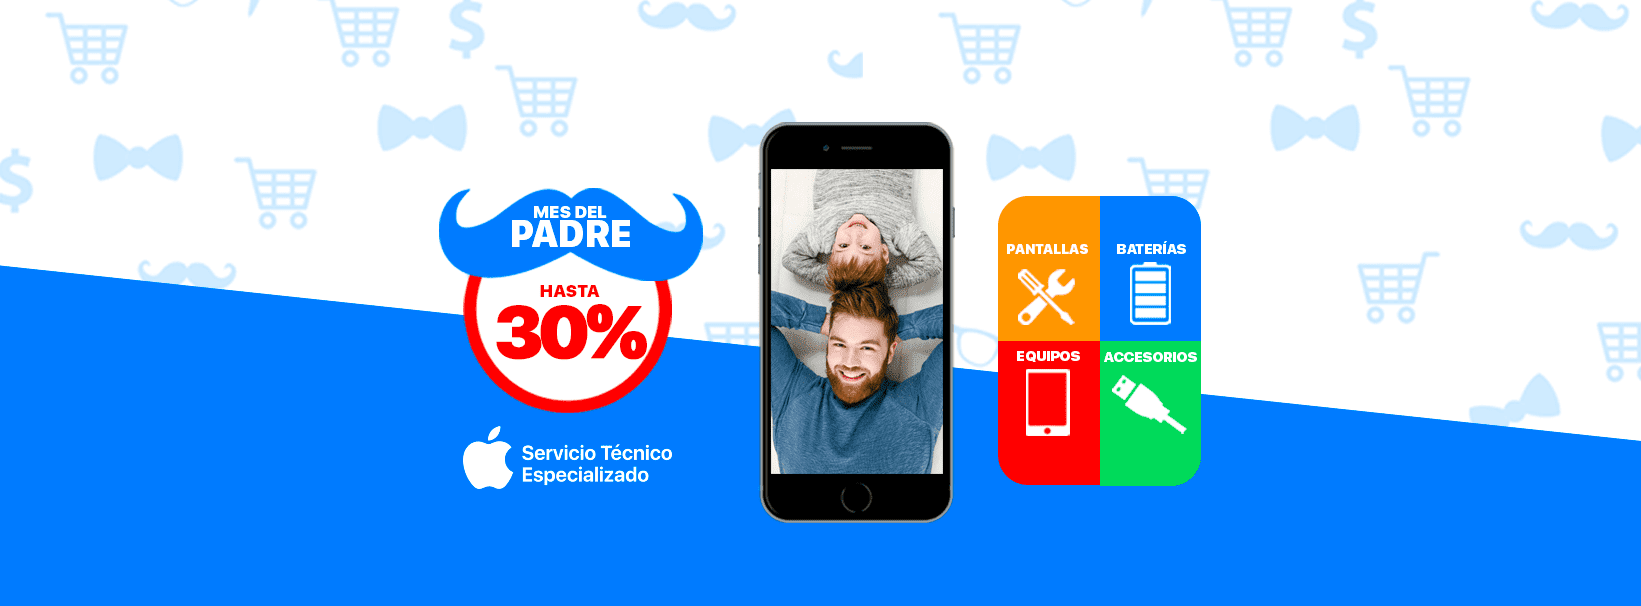 MES DEL
PADRE
HASTA
30%
Servicio Técnico
Especializado
PANTALLAS
BATERÍAS
EQUIPOS
ACCESORIOS